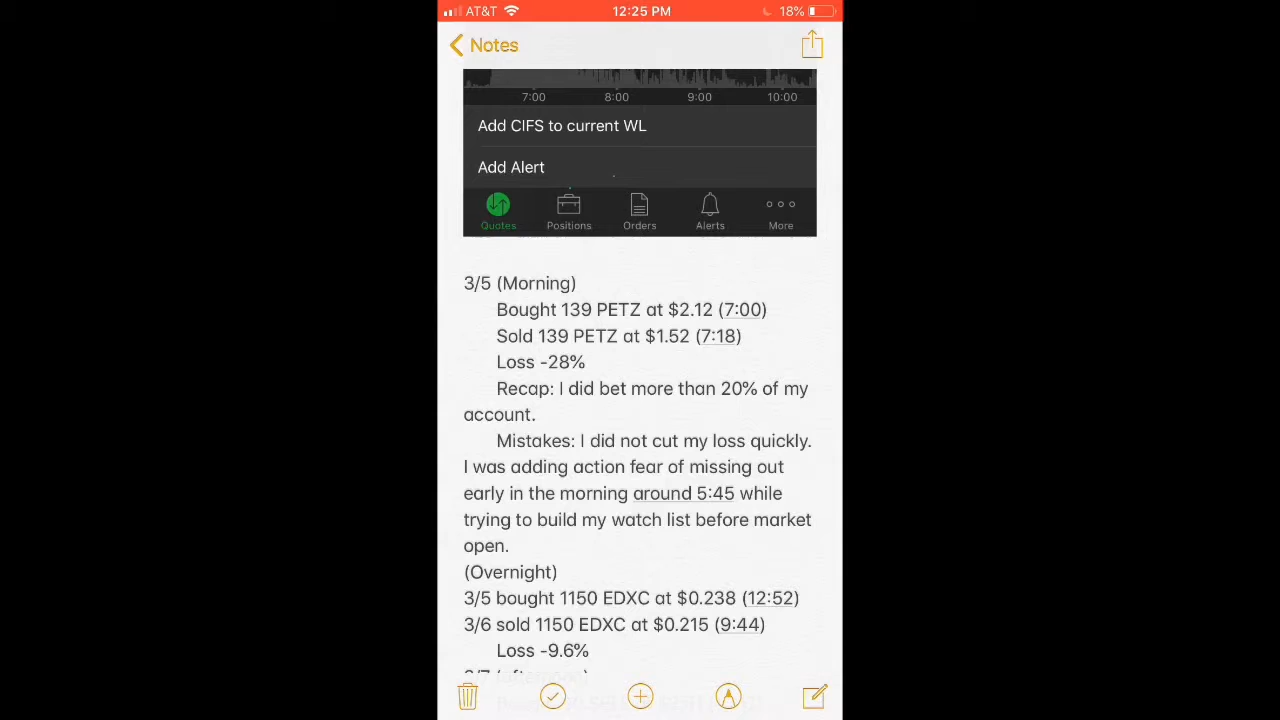 AT&T 12:25 PM 18%
Notes
7:00 8:00 9:00 10:00
Add CIFS to current WL
Add Alert
Quotes Positions Orders Alerts More
3/5 (Morning)
Bought 139 PETZ at $2.12 (7:00)
Sold 139 PETZ at $1.52 (7:18)
Loss -28%
Recap: I did bet more than 20% of my
account.
Mistakes: I did not cut my loss quickly.
I was adding action fear of missing out
early in the morning around 5:45 while
trying to build my watch list before market
open.
(Overnight)
3/5 bought 1150 EDXC at $0.238 (12:52)
3/6 sold 1150 EDXC at $0.215 (9:44)
Loss -9.6%